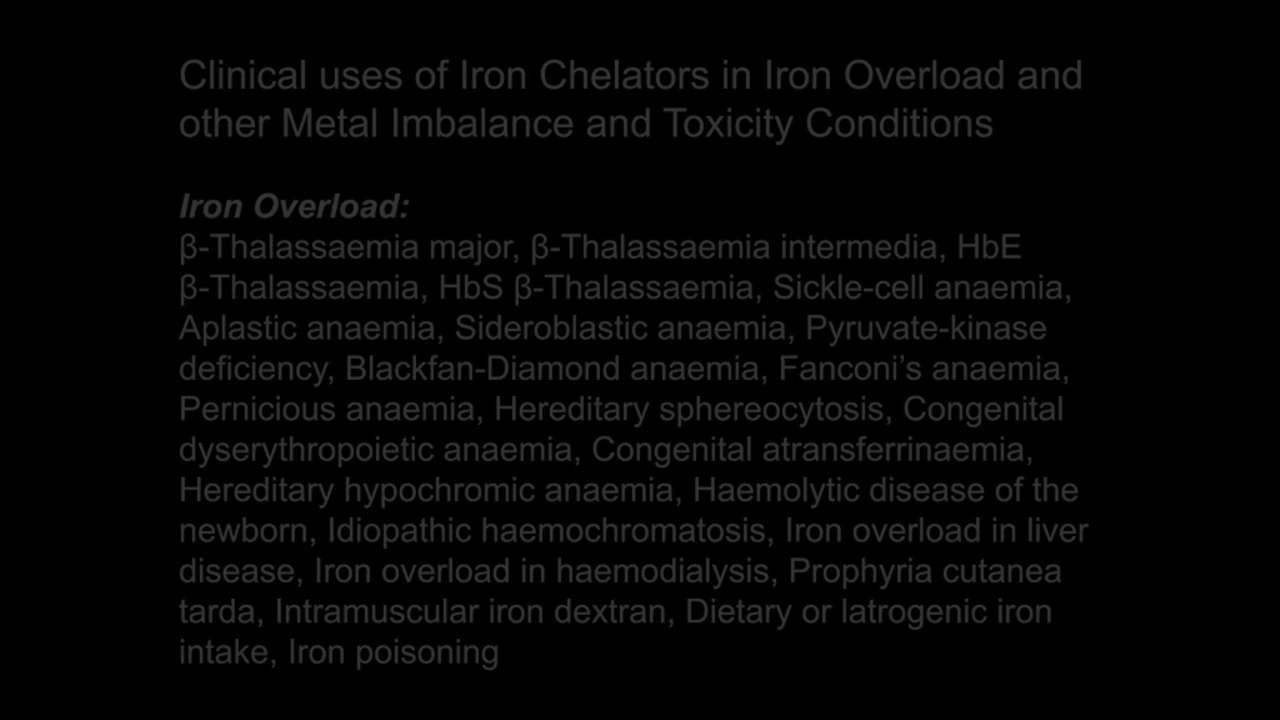 Clinical uses of Iron Chelators in Iron Overload and
other Metal Imbalance and Toxicity Conditions
Iron Overload:
β-Thalassaemia major, β-Thalassaemia intermedia, HbE
β-Thalassaemia, HbS β-Thalassaemia, Sickle-cell anaemia,
Aplastic anaemia, Sideroblastic anaemia, Pyruvate-kinase
deficiency, Blackfan-Diamond anaemia, Fanconi’s anaemia,
Pernicious anaemia, Hereditary sphereocytosis, Congenital
dyserythropoietic anaemia, Congenital atransferrinaemia,
Hereditary hypochromic anaemia, Haemolytic disease of the
newborn, Idiopathic haemochromatosis, Iron overload in liver
disease, Iron overload in haemodialysis, Prophyria cutanea
tarda, Intramuscular iron dextran, Dietary or Iatrogenic iron
intake, Iron poisoning